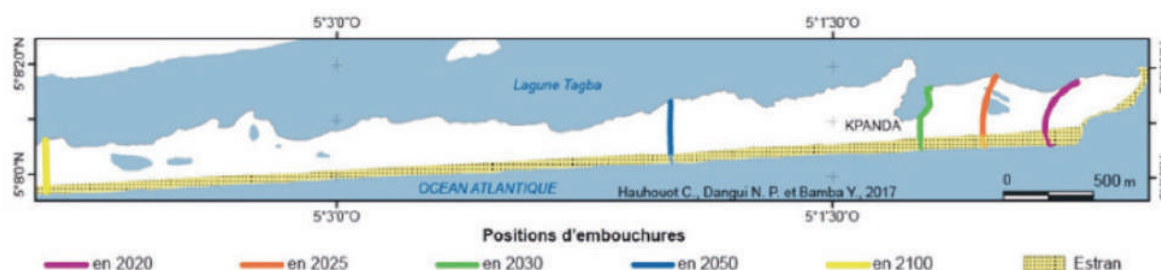 5°3'0"O 5°1'30"O
5°8'20"N
Lagune Tagba
KPANDA
5°8'0"N
OCEAN ATLANTIQUE
Hauhouot C., Dangui N. P. et Bamba Y., 2017
0 500 m
5°3'0"O 5°1'30"O
Positions d'embouchures
en 2020 en 2025 en 2030 en 2050 en 2100 Estran